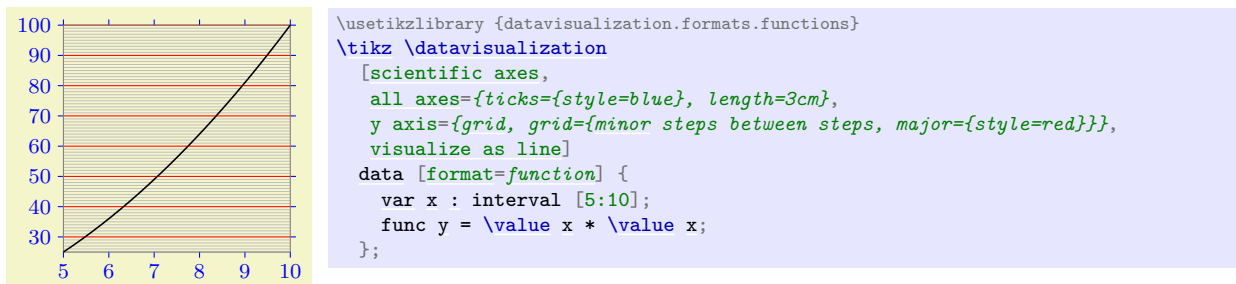 100
90
80
70
60
50
40
30
5 6 7 8 9 10
\usetikzlibrary {datavisualization.formats.functions}
\tikz \datavisualization
[scientific axes,
all axes={ticks={style=blue}, length=3cm},
y axis={grid, grid={minor steps between steps, major={style=red}}},
visualize as line]
data [format=function] {
var x : interval [5:10];
func y = \value x * \value x;
};